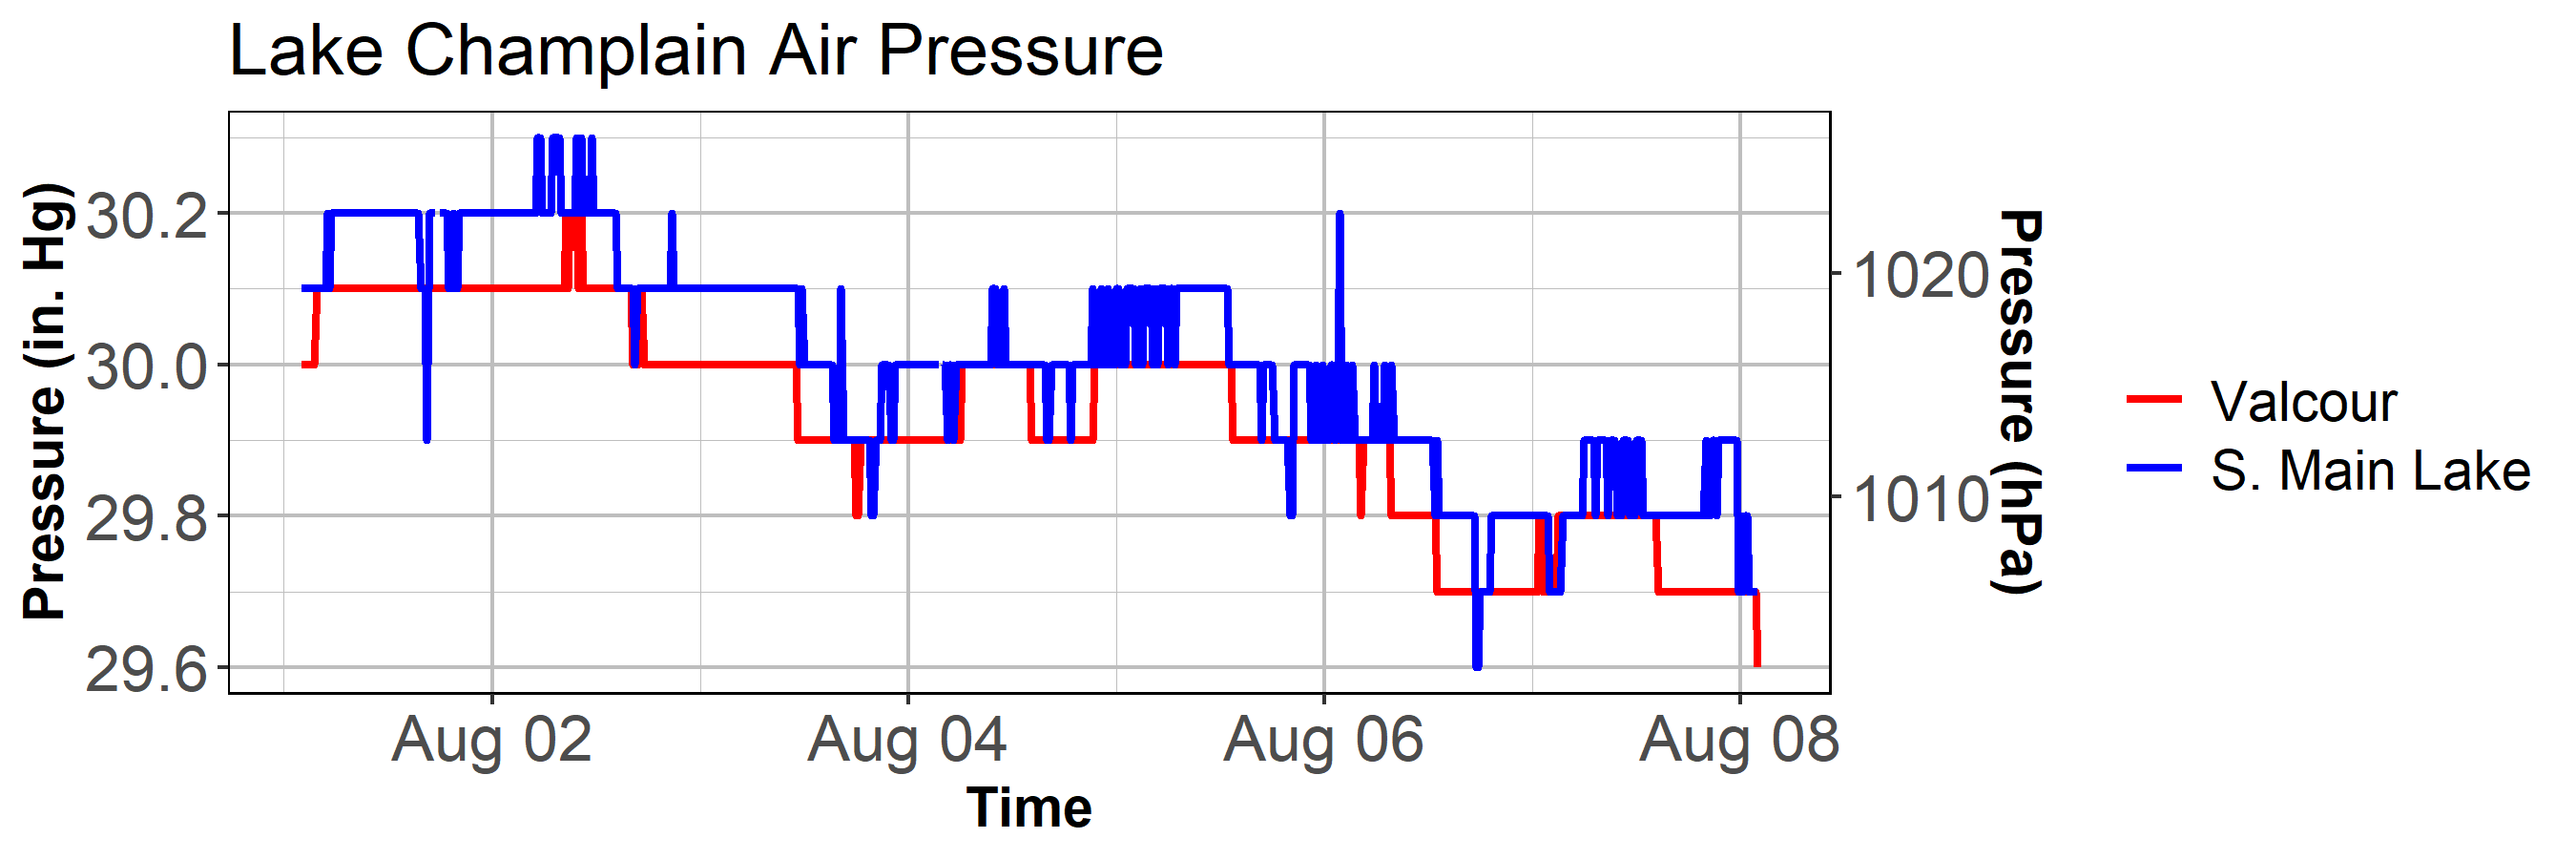 Lake Champlain Air Pressure
Pressure (in. Hg)
30.2
30.0
29.8
29.6
1020
1010
Pressure (hPa)
Aug 02 Aug 04 Aug 06 Aug 08
Time
Valcour
S. Main Lake